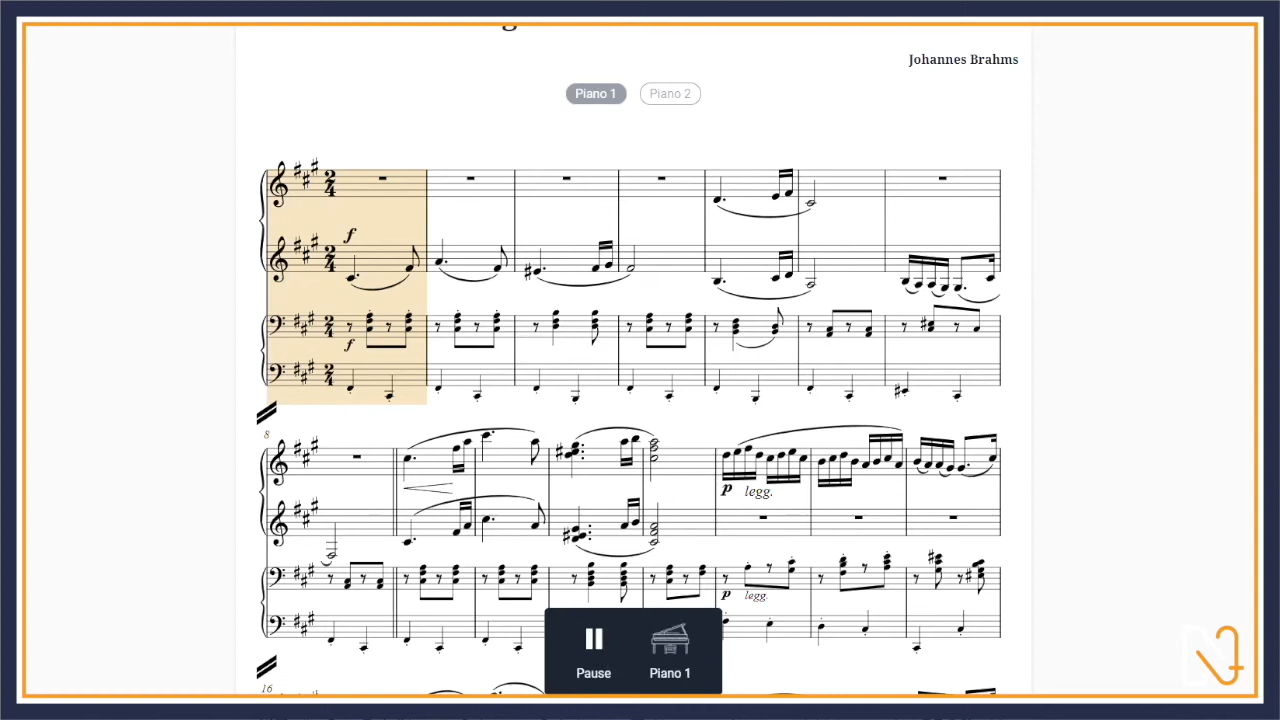 Johannes Brahms
Piano 1 Piano 2
f
f
8
p legg.
p legg.
Pause Piano 1
16